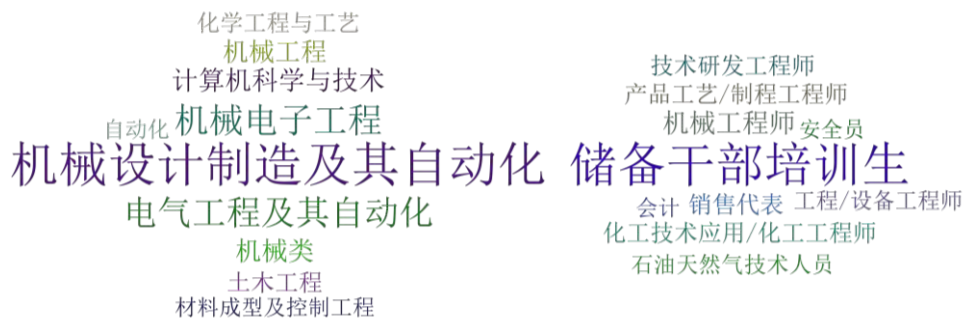 化学工程与工艺
机械工程
计算机科学与技术
自动化
机械电子工程
机械设计制造及其自动化
电气工程及其自动化
机械类
土木工程
材料成型及控制工程
技术研发工程师
产品工艺/制程工程师
机械工程师
安全员
储备干部培训生
会计
销售代表
工程/设备工程师
化工技术应用/化工工程师
石油天然气技术人员